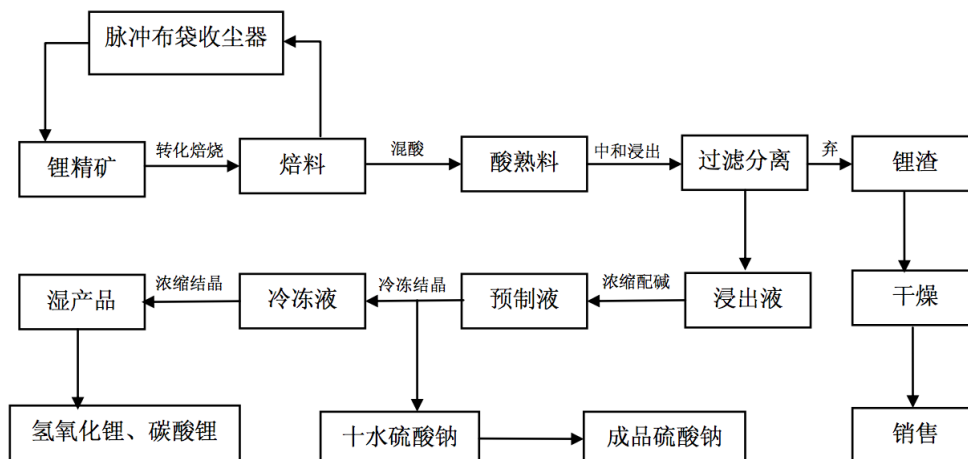 脉冲布袋收尘器
锂精矿
转化焙烧
焙料
混酸
酸熟料
中和浸出
过滤分离
弃
锂渣
湿产品
浓缩结晶
冷冻液
冷冻结晶
预制液
浓缩配碱
浸出液
干燥
氢氧化锂、碳酸锂
十水硫酸钠
成品硫酸钠
销售